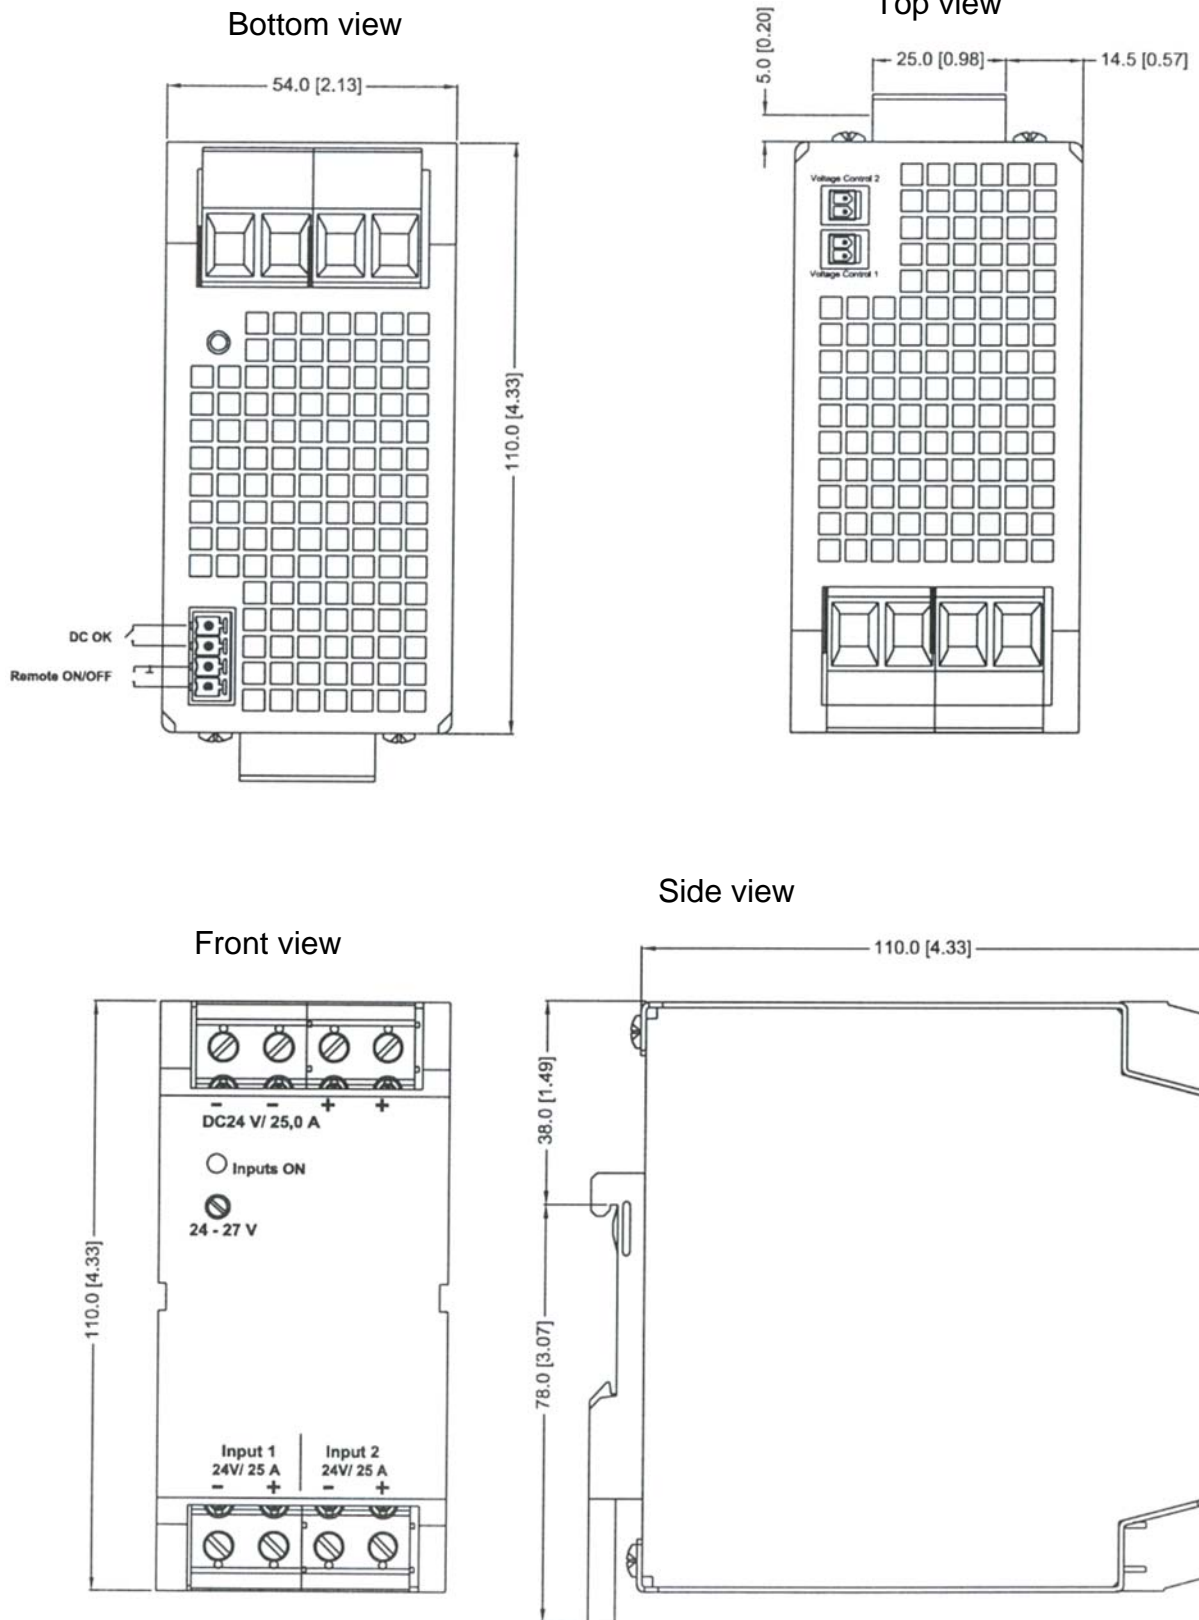 Bottom view
Top view
54.0 [2.13]
5.0 [0.20]
25.0 [0.98]
14.5 [0.57]
Voltage Control 2
Voltage Control 1
110.0 [4.33]
DC OK
Remote ON/OFF
Side view
Front view
110.0 [4.33]
38.0 [1.49]
- - + +
DC24 V/ 25,0 A
Inputs ON
24 - 27 V
110.0 [4.33]
78.0 [3.07]
Input 1 Input 2
24V/ 25 A 24V/ 25 A
- + - +